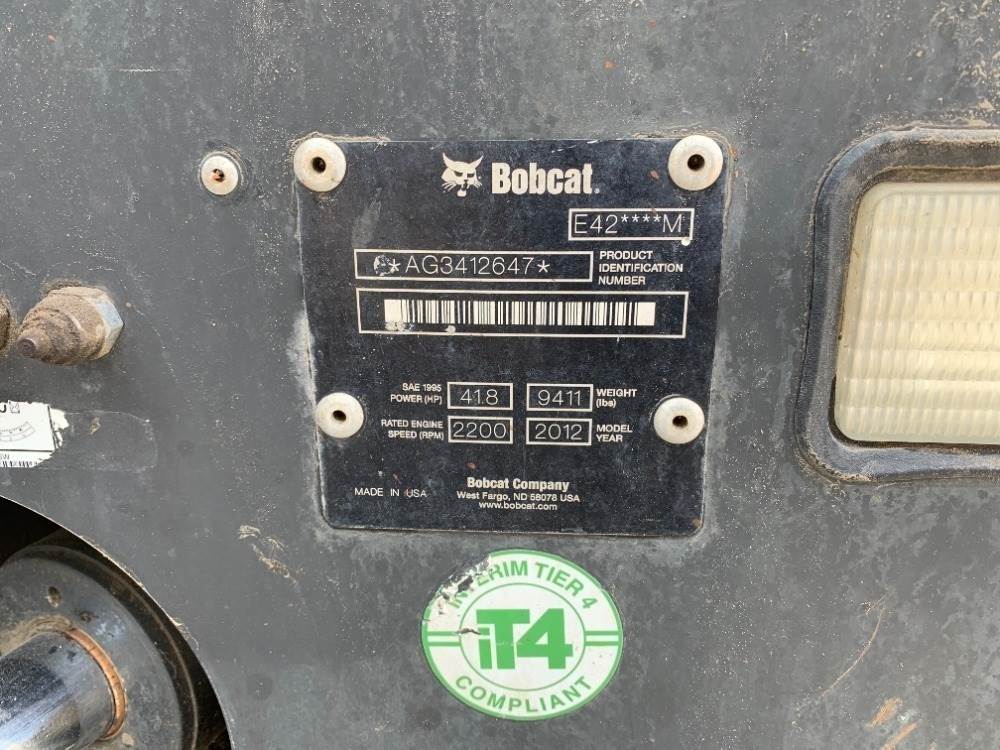 Bobcat.
E42****M
*AG3412647*
PRODUCT
IDENTIFICATION
NUMBER
SAE 1995
POWER (HP)
41.8
9411
WEIGHT
(lbs)
RATED ENGINE
SPEED (RPM)
2200
2012
MODEL
YEAR
Bobcat Company
MADE IN USA
West Fargo, ND 58078 USA
www.bobcat.com
INTERIM TIER 4
iT4
COMPLIANT